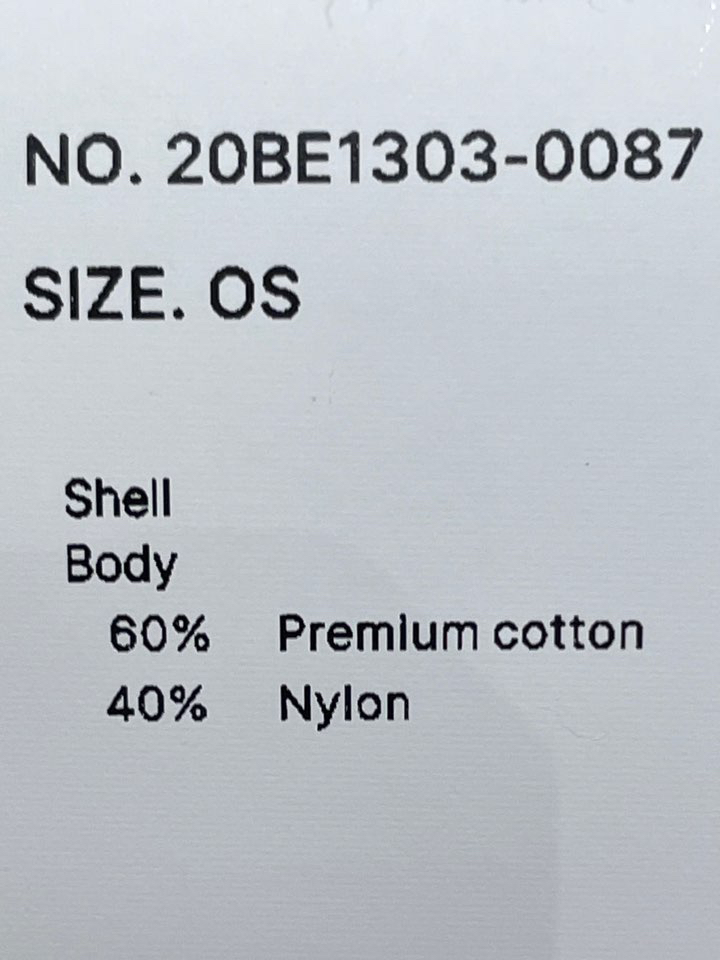 NO. 20BE1303-0087
SIZE. OS
Shell
Body
60% Premium cotton
40% Nylon